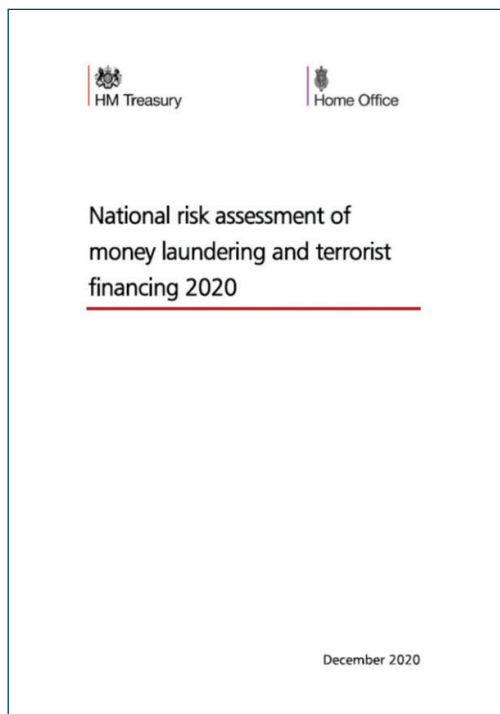 HM Treasury
Home Office
National risk assessment of
money laundering and terrorist
financing 2020
December 2020